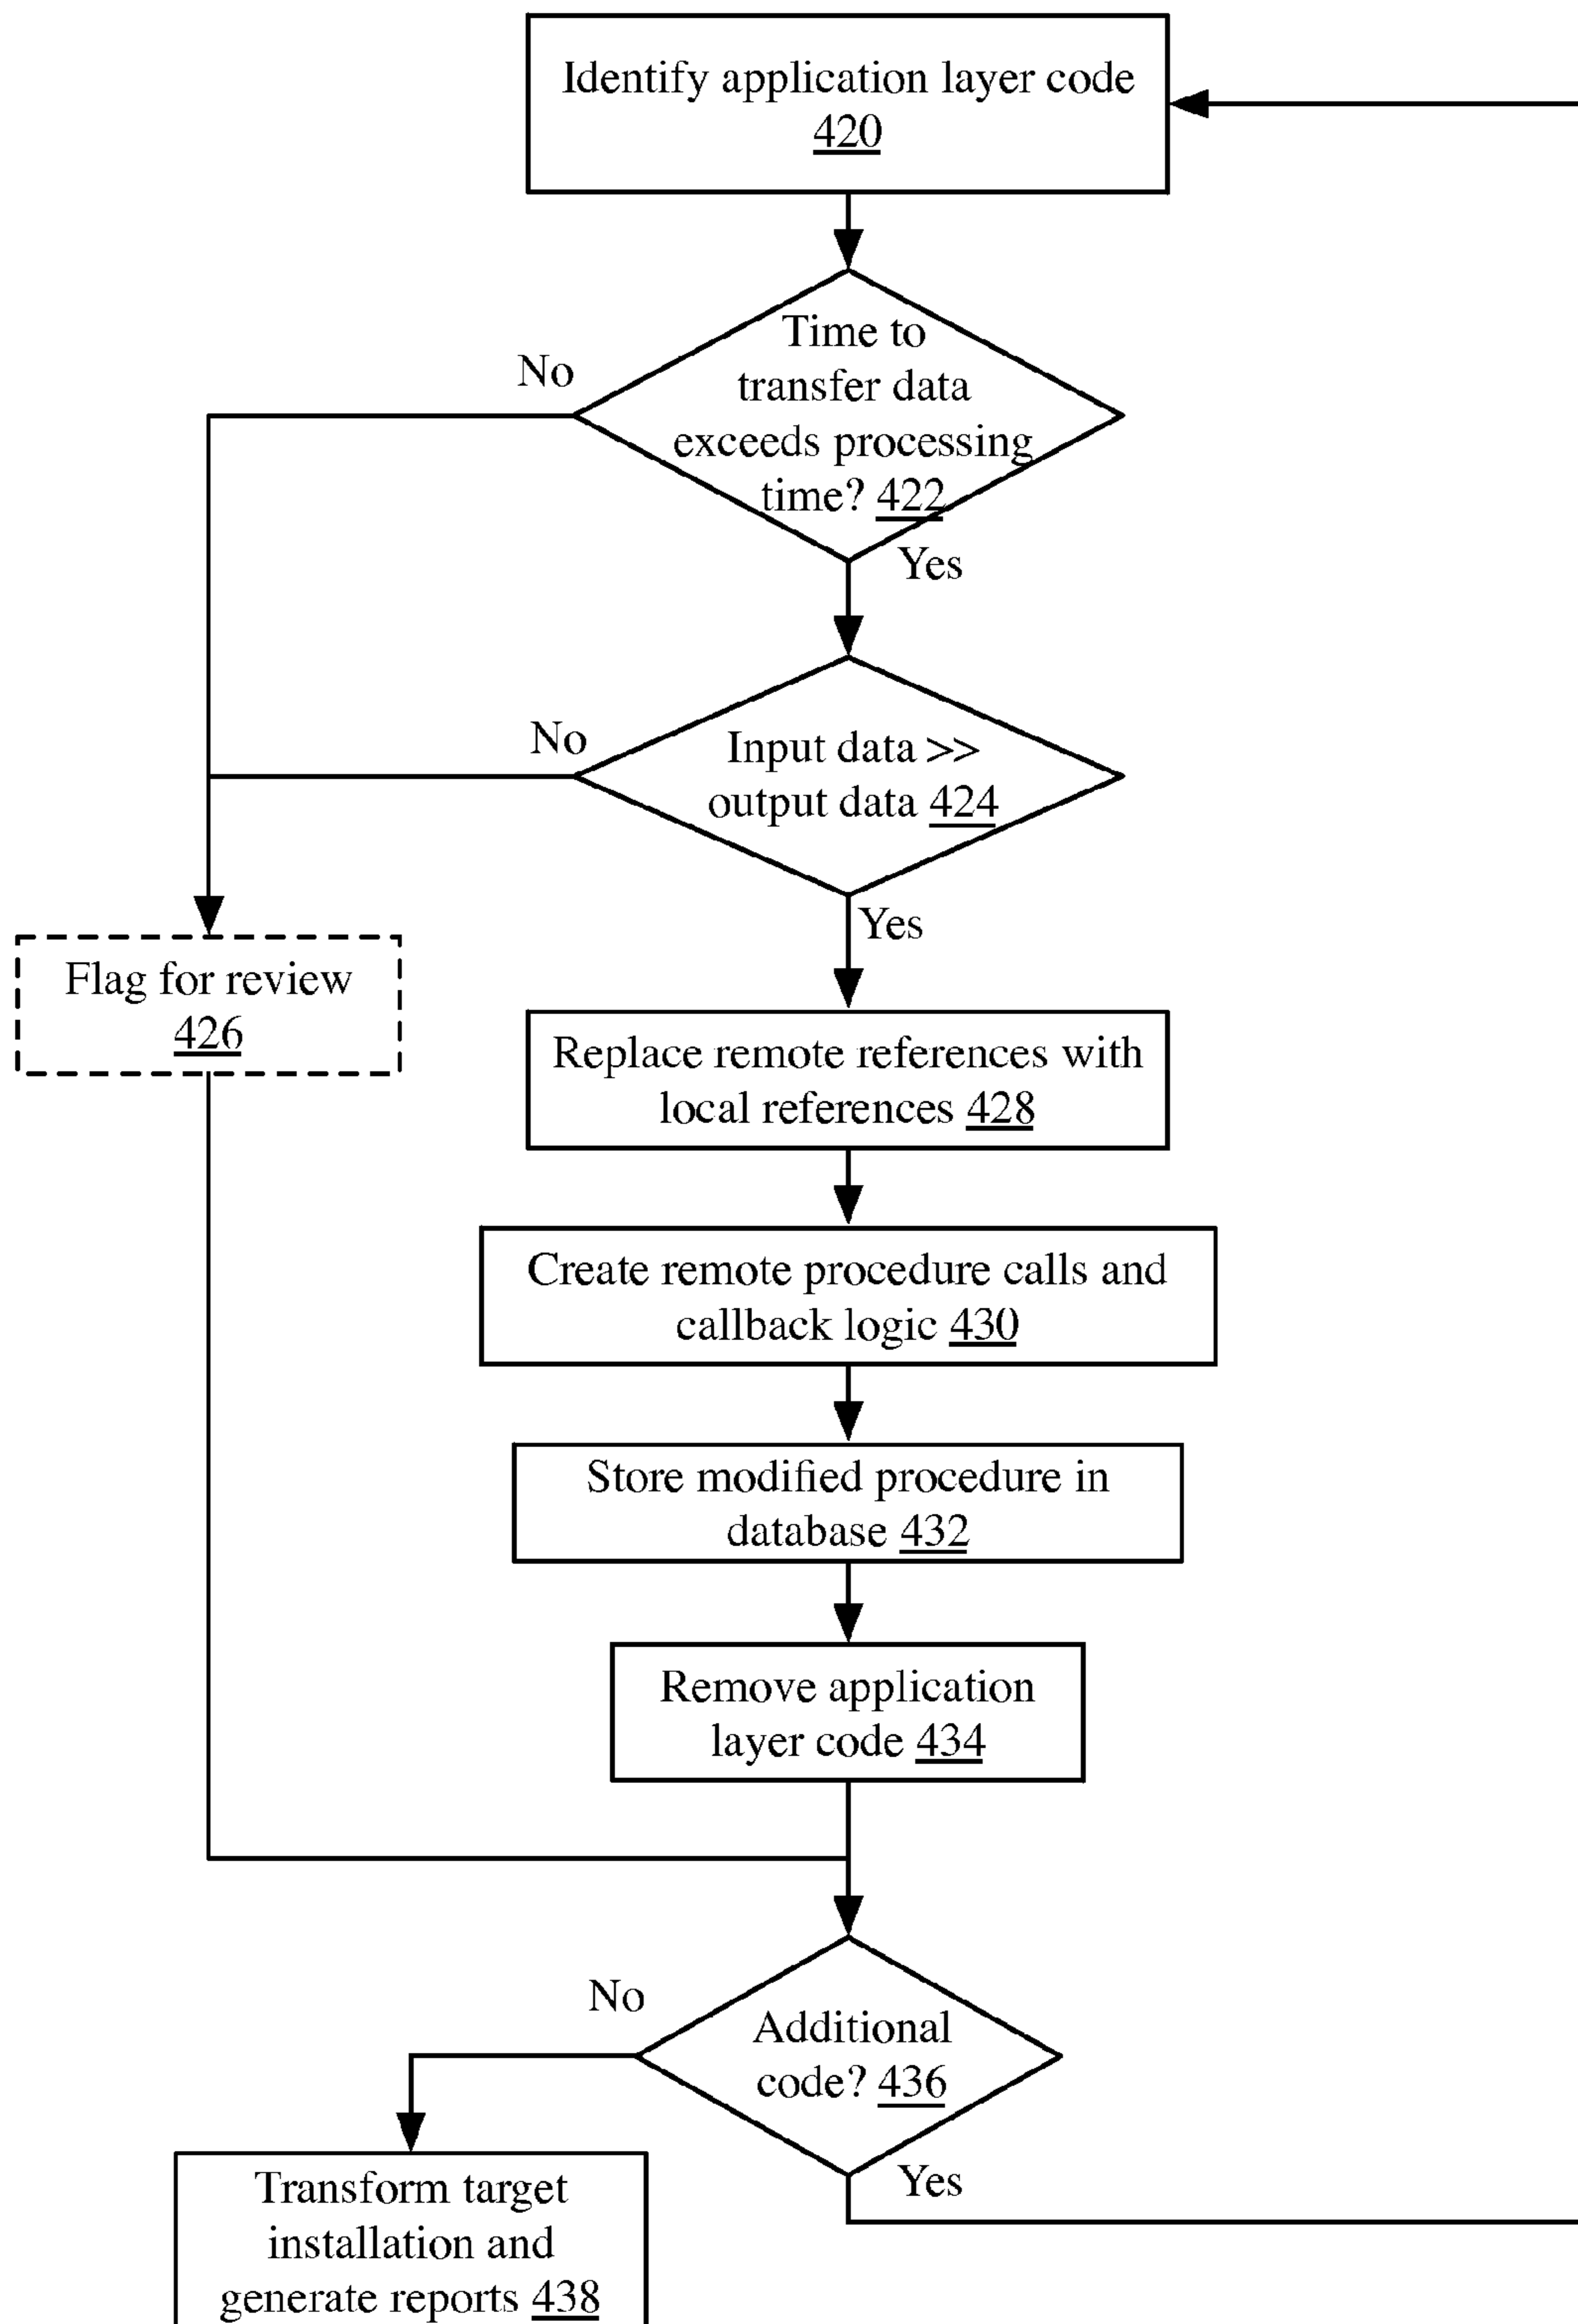 Identify application layer code
420
Time to
transfer data
exceeds processing
time? 422
No
Yes
Input data >>
output data 424
No
Yes
Flag for review
426
Replace remote references with
local references 428
Create remote procedure calls and
callback logic 430
Store modified procedure in
database 432
Remove application
layer code 434
Additional
code? 436
No
Yes
Transform target
installation and
generate reports 438